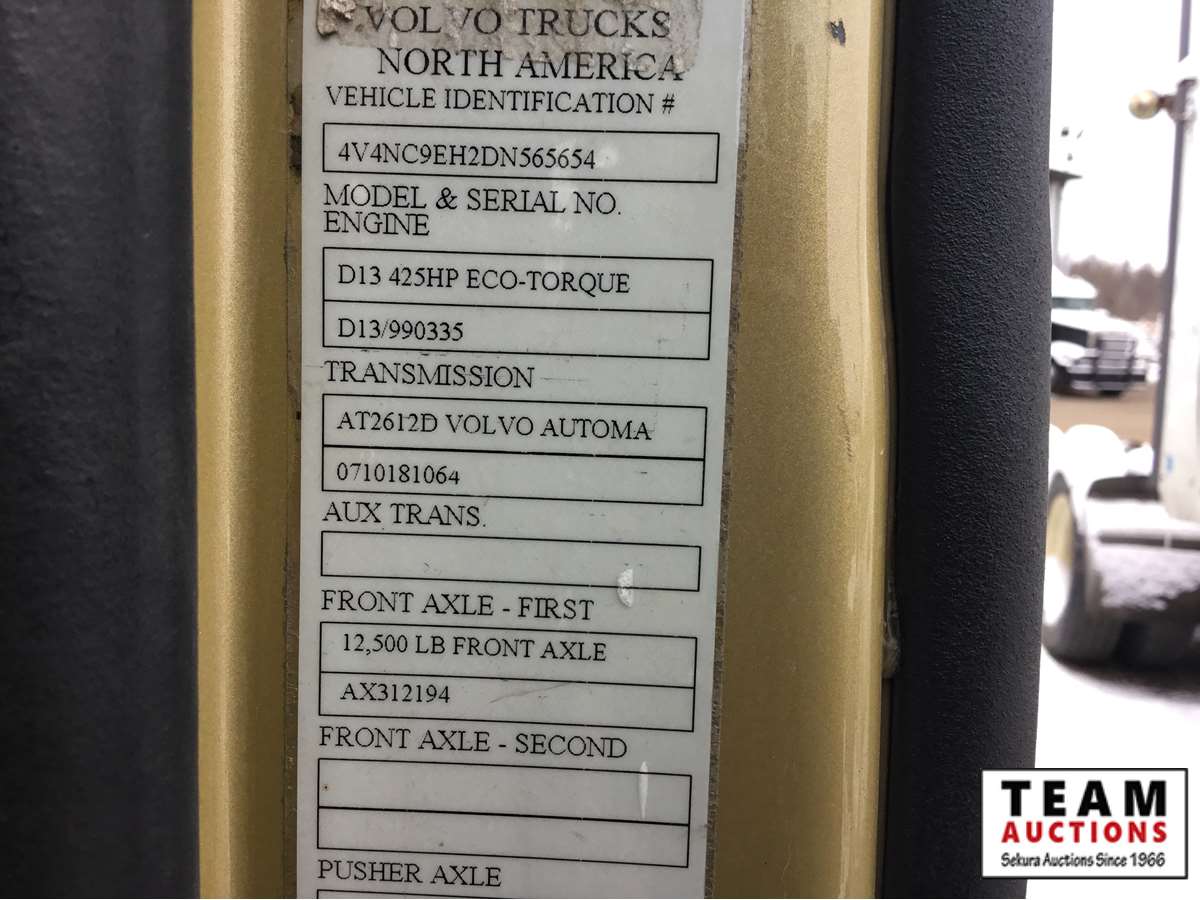 VOLVO TRUCKS
NORTH AMERICA
VEHICLE IDENTIFICATION #
4V4NC9EH2DN565654
MODEL & SERIAL NO.
ENGINE
D13 425HP ECO-TORQUE
D13/990335
TRANSMISSION
AT2612D VOLVO AUTOMA
0710181064
AUX TRANS.
FRONT AXLE - FIRST
12,500 LB FRONT AXLE
AX312194
FRONT AXLE - SECOND
PUSHER AXLE
TEAM
AUCTIONS
Sekura Auctions Since 1966